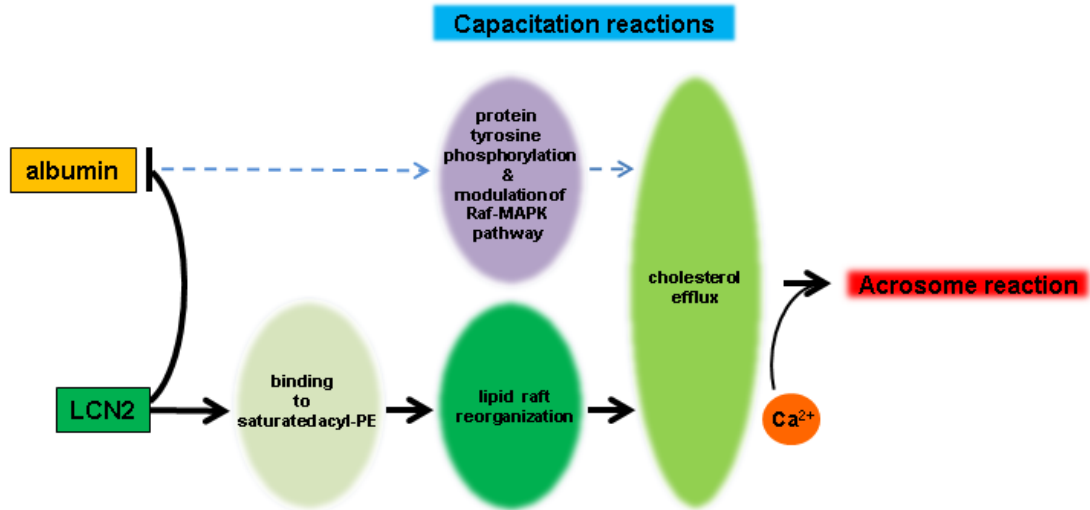 Capacitation reactions
protein
tyrosine
phosphorylation
&
modulation of
Raf-MAPK
pathway
albumin
cholesterol
efflux
Acrosome reaction
binding
to
saturated acyl-PE
lipid raft
reorganization
LCN2
Ca²⁺